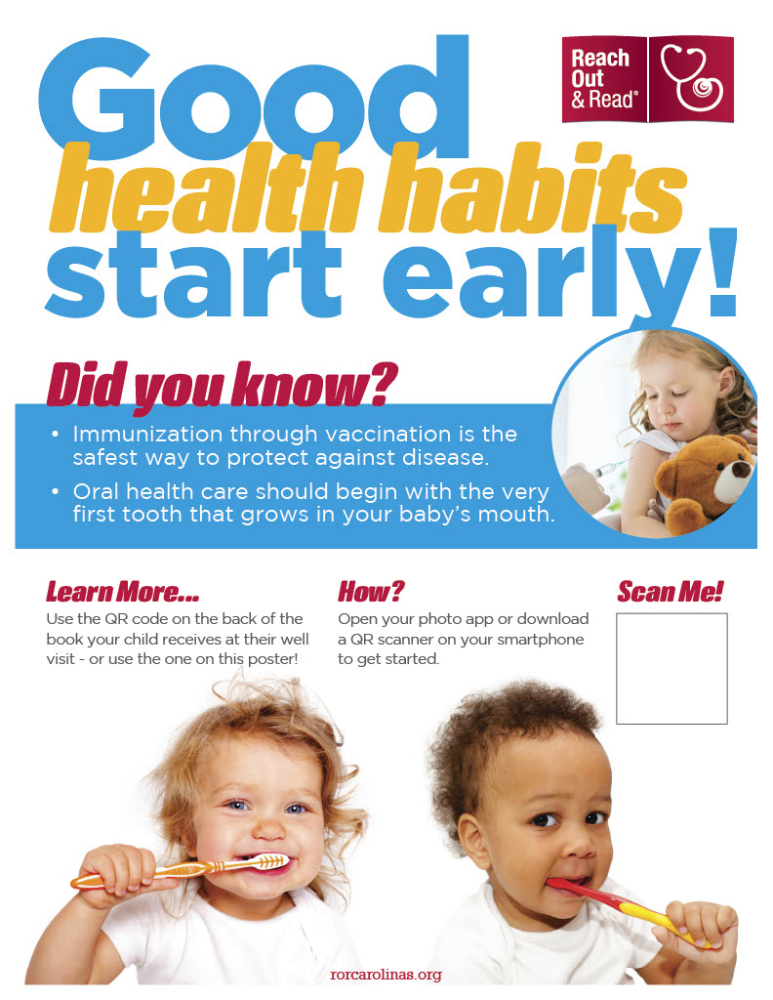 Good
health habits
start early!
Reach
Out
& Read®
Did you know?
• Immunization through vaccination is the
safest way to protect against disease.
• Oral health care should begin with the very
first tooth that grows in your baby's mouth.
Learn More...
Use the QR code on the back of the
book your child receives at their well
visit - or use the one on this poster!
How?
Open your photo app or download
a QR scanner on your smartphone
to get started.
Scan Me!
rorcarolinas.org